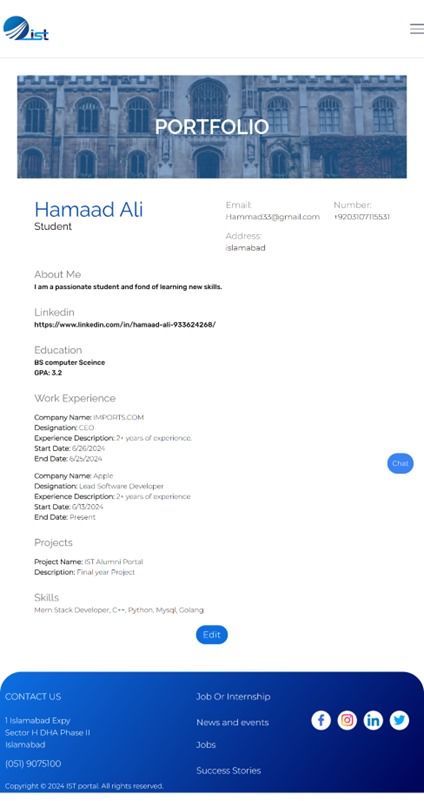 ist
PORTFOLIO
Hamaad Ali
Student
Email:
Hammad33@gmail.com
Number:
+9203107115531
Address:
islamabad
About Me
I am a passionate student and fond of learning new skills.
Linkedin
https://www.linkedin.com/in/hamaad-ali-933624268/
Education
BS computer Sceince
GPA: 3.2
Work Experience
Company Name: IMPORTS.COM
Designation: CEO
Experience Description: 2+ years of experience.
Start Date: 6/26/2024
End Date: 6/25/2024
Company Name: Apple
Designation: Lead Software Developer
Experience Description: 2+ years of experience
Start Date: 6/13/2024
End Date: Present
Chat
Projects
Project Name: IST Alumni Portal
Description: Final year Project
Skills
Mern Stack Developer, C++, Python, Mysql, Golang
Edit
CONTACT US
1 Islamabad Expy
Sector H DHA Phase II
Islamabad
(051) 9075100
Job Or Internship
News and events
Jobs
Success Stories
Copyright © 2024 IST portal. All rights reserved.